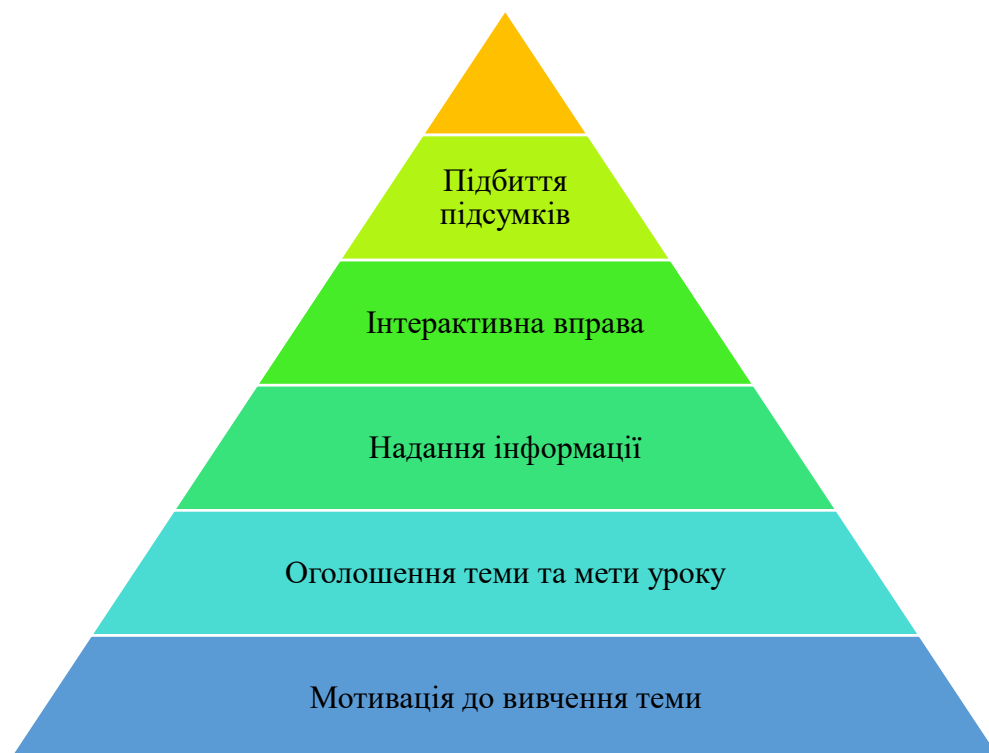 Підбиття
підсумків
Інтерактивна вправа
Надання інформації
Оголошення теми та мети уроку
Мотивація до вивчення теми